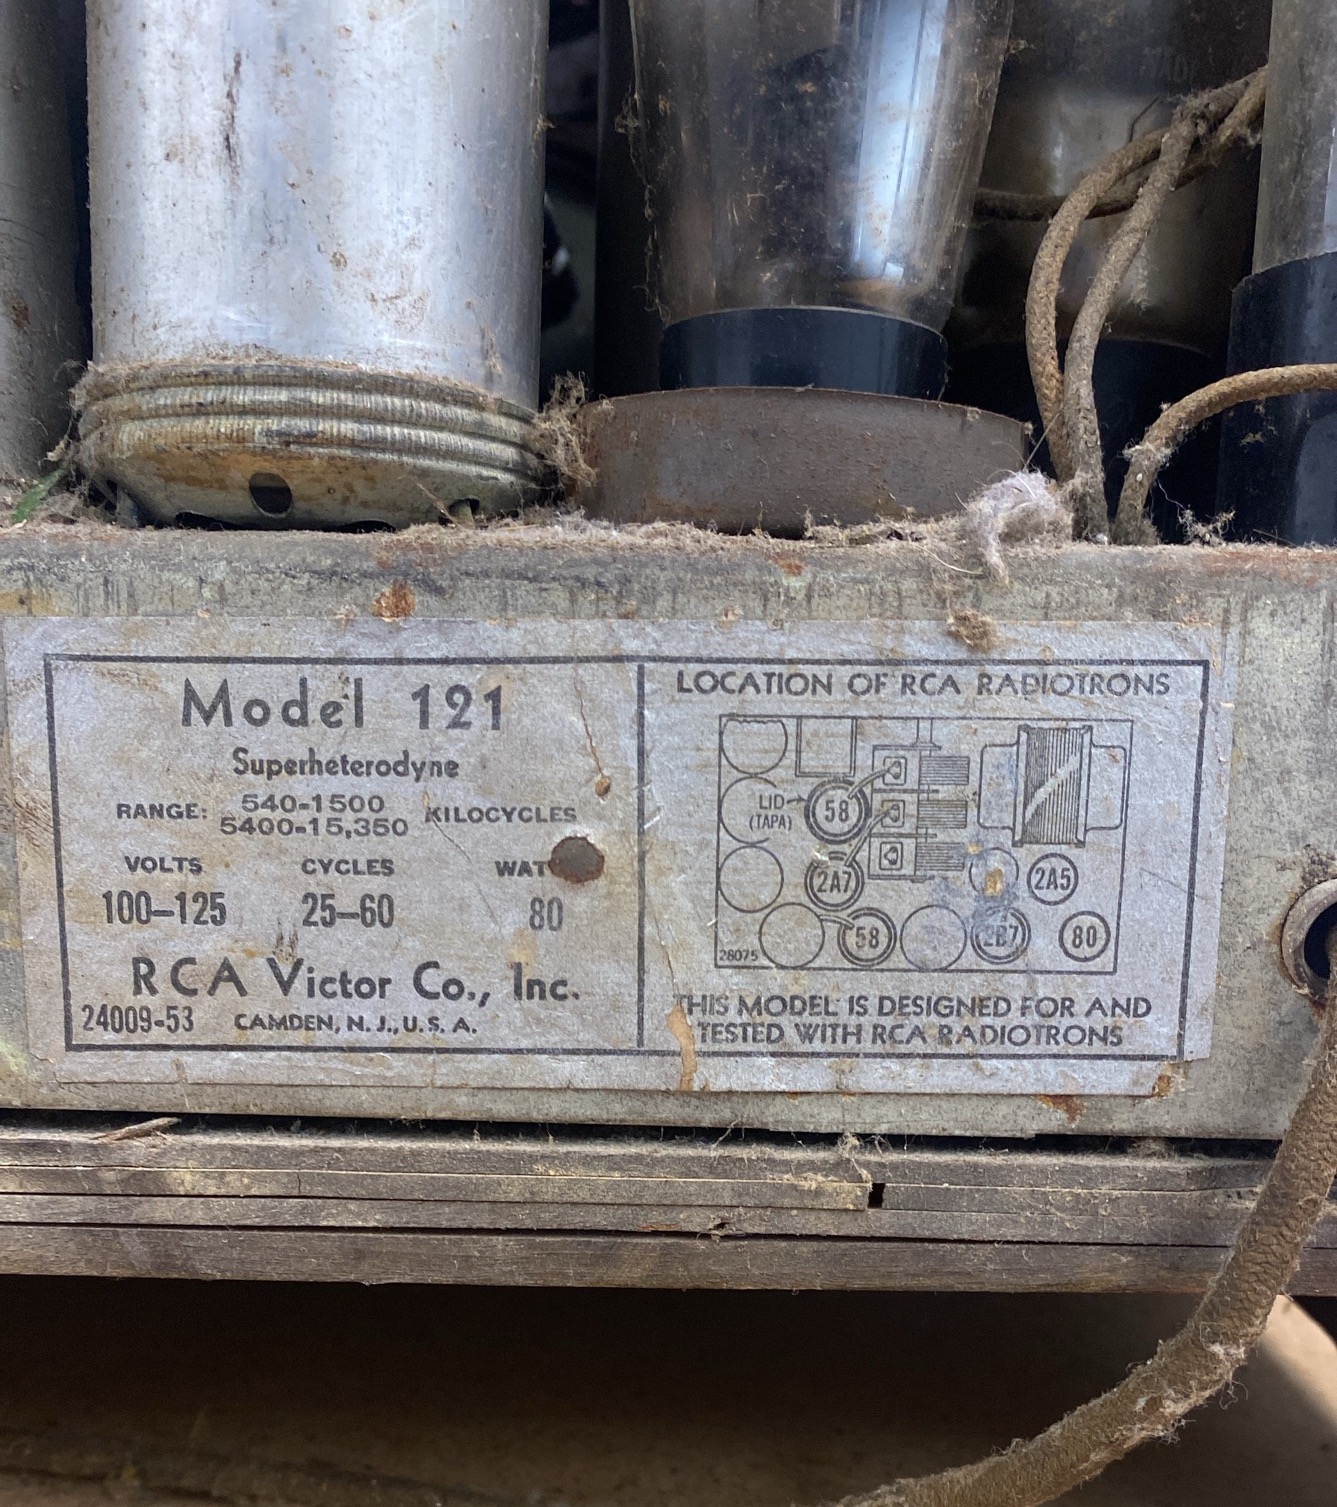 MADE
Model 121
Superheterodyne
RANGE: 540-1500 KILOCYCLES
5400-15,350
VOLTS CYCLES WAT
100–125 25–60 80
RCA Victor Co., Inc.
24009-53 CAMDEN, N. J., U. S. A.
LOCATION OF RCA RADIOTRONS
LID
(TAPA)
58
2A7
2A5
58
2B7
80
28075
THIS MODEL IS DESIGNED FOR AND
TESTED WITH RCA RADIOTRONS